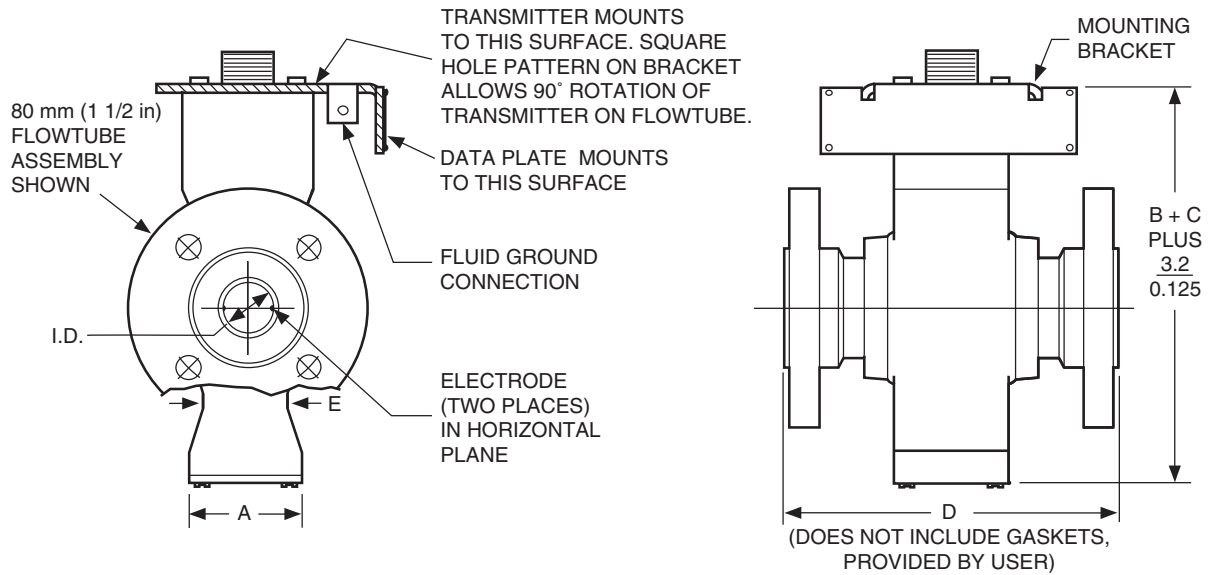 TRANSMITTER MOUNTS
TO THIS SURFACE. SQUARE
HOLE PATTERN ON BRACKET
ALLOWS 90° ROTATION OF
TRANSMITTER ON FLOWTUBE.
80 mm (1 1/2 in)
FLOWTUBE
ASSEMBLY
SHOWN
DATA PLATE MOUNTS
TO THIS SURFACE
FLUID GROUND
CONNECTION
I.D.
ELECTRODE
(TWO PLACES)
IN HORIZONTAL
PLANE
E
A
MOUNTING
BRACKET
B + C
PLUS
3.2
0.125
D
(DOES NOT INCLUDE GASKETS,
PROVIDED BY USER)